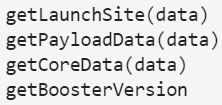 getLaunchSite(data)
getPayloadData(data)
getCoreData(data)
getBoosterVersion